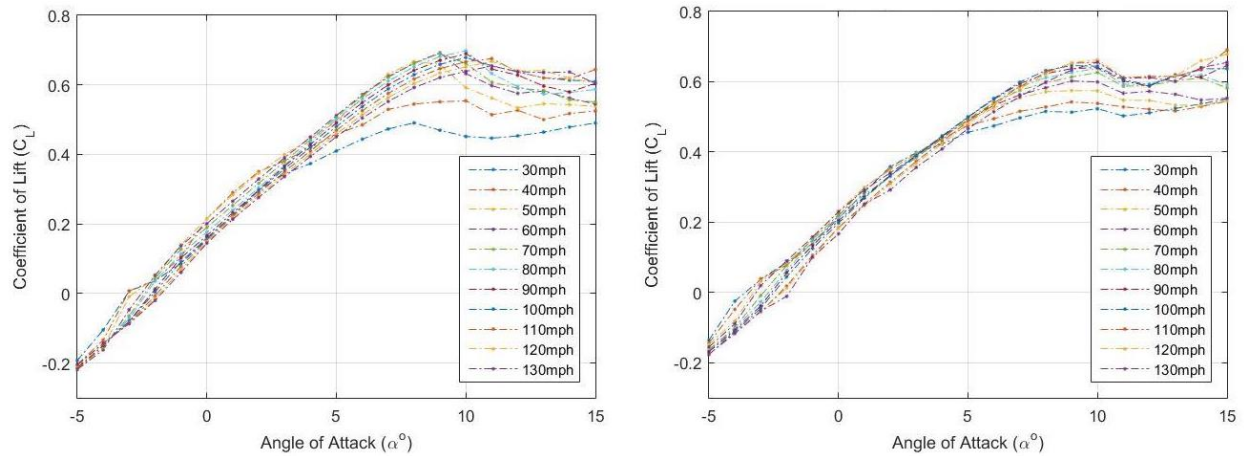 0.8
0.6
0.4
0.2
0
-0.2
-5
0
5
10
15
Coefficient of Lift (C_L)
Angle of Attack (α°)
30mph
40mph
50mph
60mph
70mph
80mph
90mph
100mph
110mph
120mph
130mph
0.8
0.6
0.4
0.2
0
-0.2
-5
0
5
10
15
Coefficient of Lift (C_L)
Angle of Attack (α°)
30mph
40mph
50mph
60mph
70mph
80mph
90mph
100mph
110mph
120mph
130mph